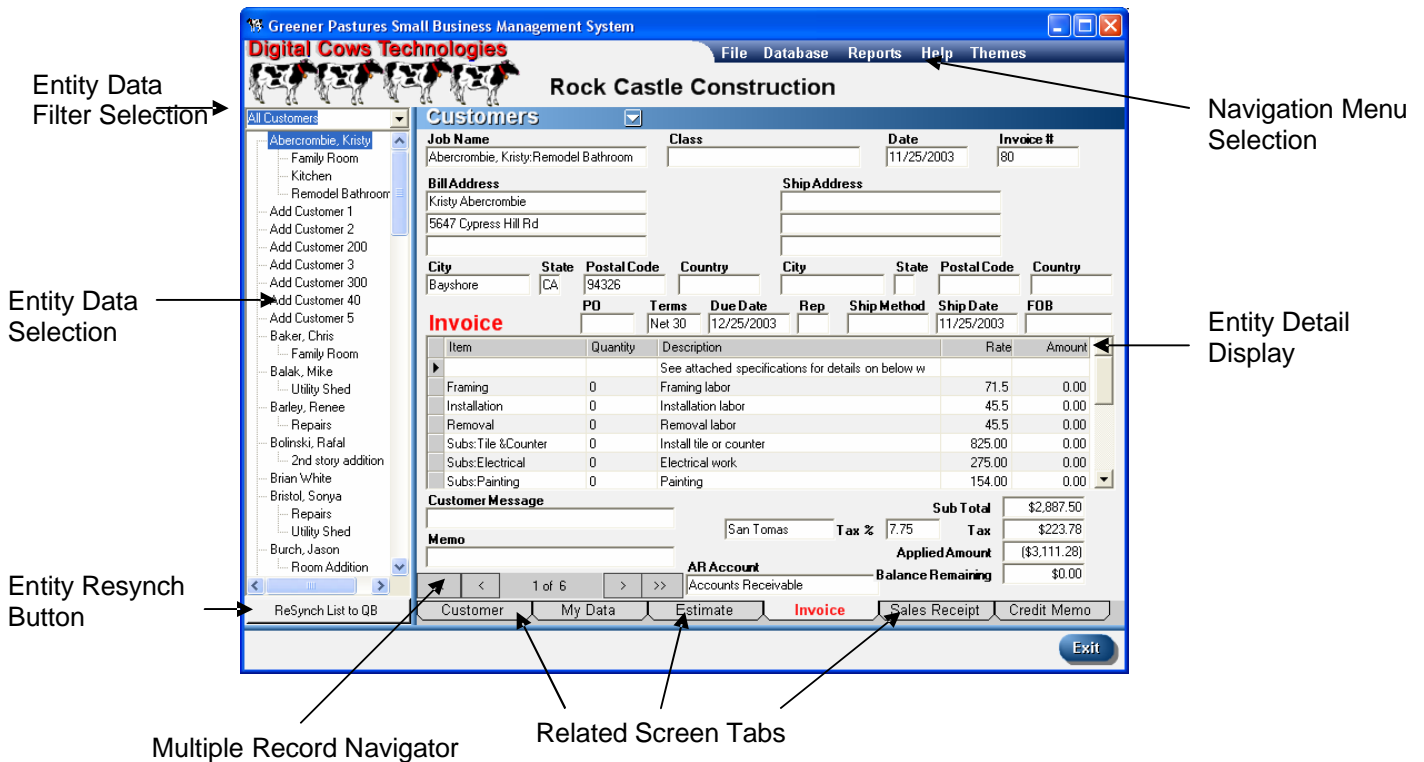 Greener Pastures Small Business Management System
Digital Cows Technologies
File Database Reports Help Themes
Rock Castle Construction
Entity Data
Filter Selection
Navigation Menu
Selection
All Customers
Customers
Abercrombie, Kristy
Family Room
Kitchen
Remodel Bathroom
Add Customer 1
Add Customer 2
Add Customer 200
Add Customer 3
Add Customer 300
Add Customer 40
Add Customer 5
Baker, Chris
Family Room
Balak, Mike
Utility Shed
Barley, Renee
Repairs
Bolinski, Rafal
2nd story addition
Brian White
Bristol, Sonya
Repairs
Utility Shed
Burch, Jason
Room Addition
Entity Data
Selection
Entity Resynch
Button
ReSynch List to QB
Job Name Class Date Invoice #
Abercrombie, Kristy:Remodel Bathroom 11/25/2003 80
Bill Address Ship Address
Kristy Abercrombie
5647 Cypress Hill Rd
City State Postal Code Country City State Postal Code Country
Bayshore CA 94326
PO Terms Due Date Rep Ship Method Ship Date FOB
Invoice Net 30 12/25/2003 11/25/2003
Item Quantity Description Rate Amount
See attached specifications for details on below w
Framing 0 Framing labor 71.5 0.00
Installation 0 Installation labor 45.5 0.00
Removal 0 Removal labor 45.5 0.00
Subs:Tile &Counter 0 Install tile or counter 825.00 0.00
Subs:Electrical 0 Electrical work 275.00 0.00
Subs:Painting 0 Painting 154.00 0.00
Entity Detail
Display
Customer Message
Sub Total $2,887.50
San Tomas Tax % 7.75 Tax $223.78
Memo
Applied Amount ($3,111.28)
AR Account
Balance Remaining $0.00
< 1 of 6 > >> Accounts Receivable
Customer My Data Estimate Invoice Sales Receipt Credit Memo
Exit
Multiple Record Navigator
Related Screen Tabs